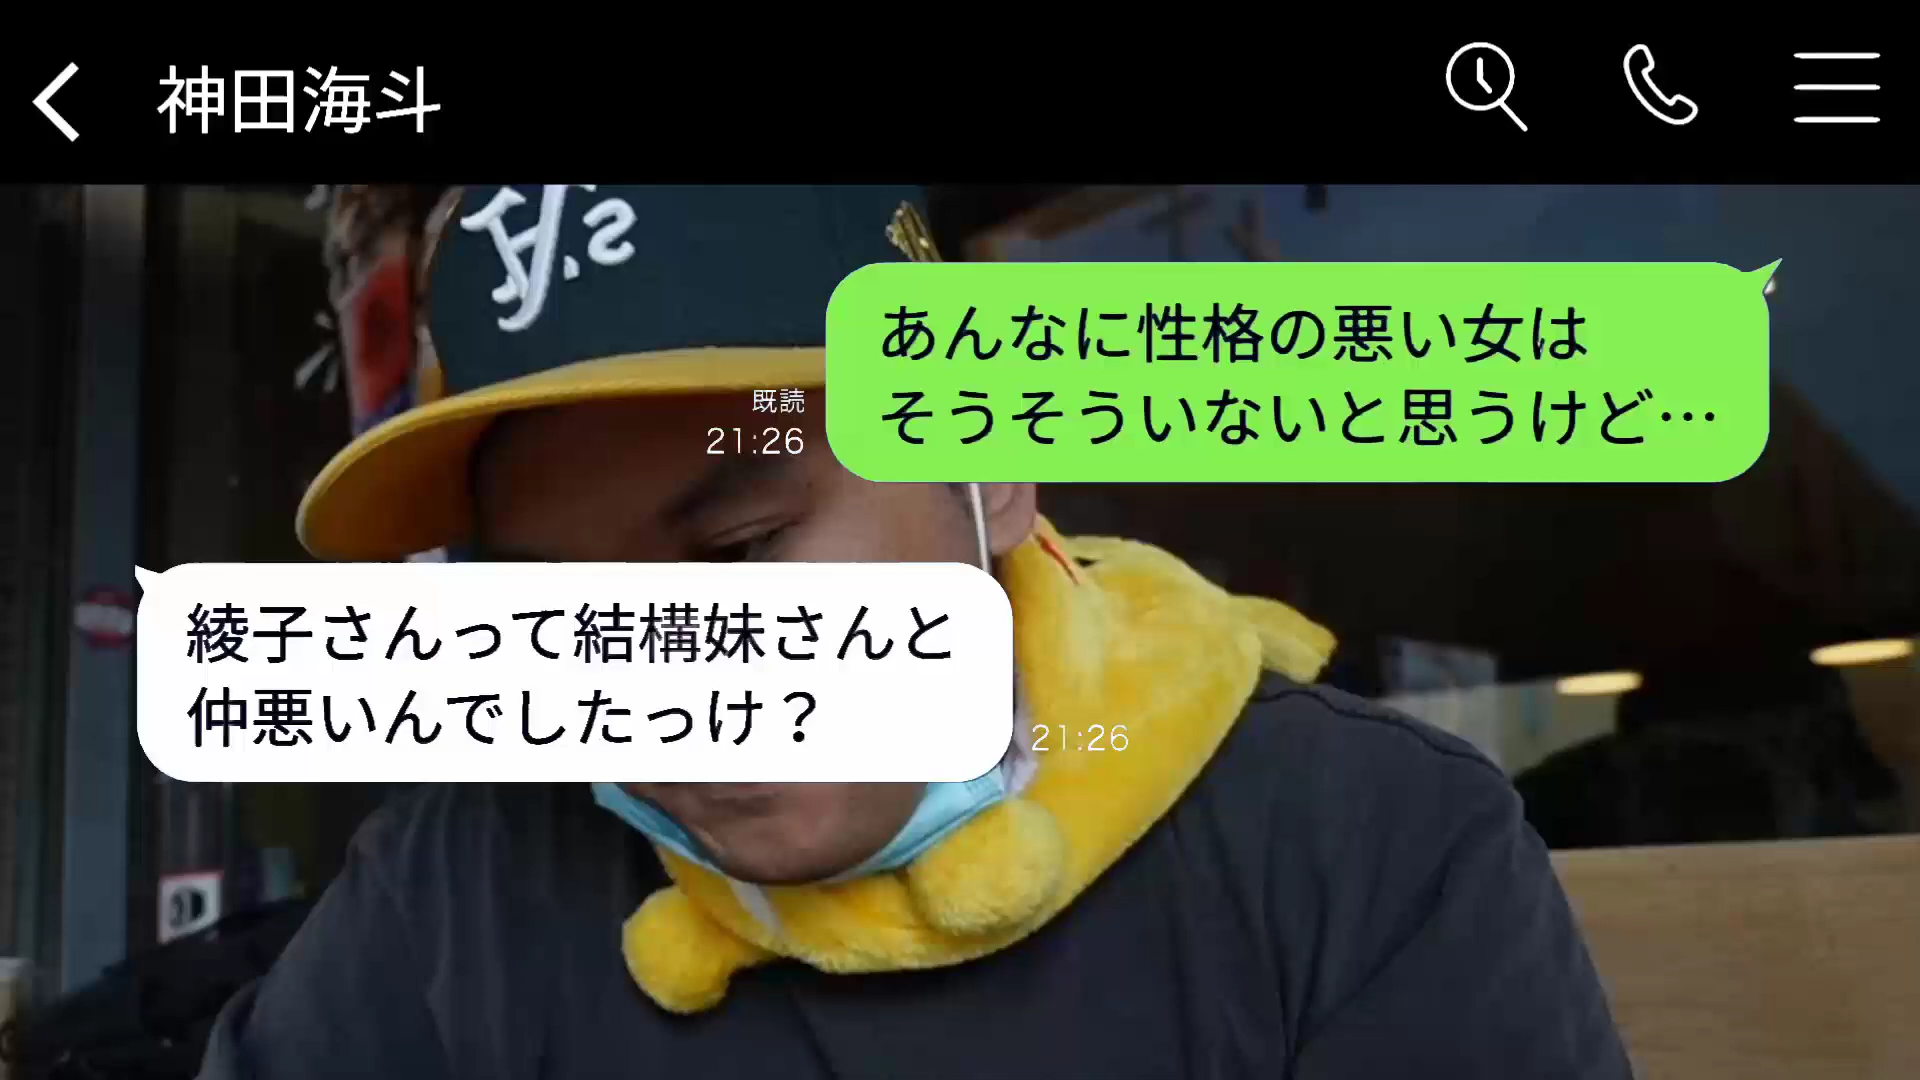 神田海斗
あんなに性格の悪い女は
そうそういないと思うけど…
既読
21:26
綾子さんって結構妹さんと
仲悪いんでしたっけ？
21:26